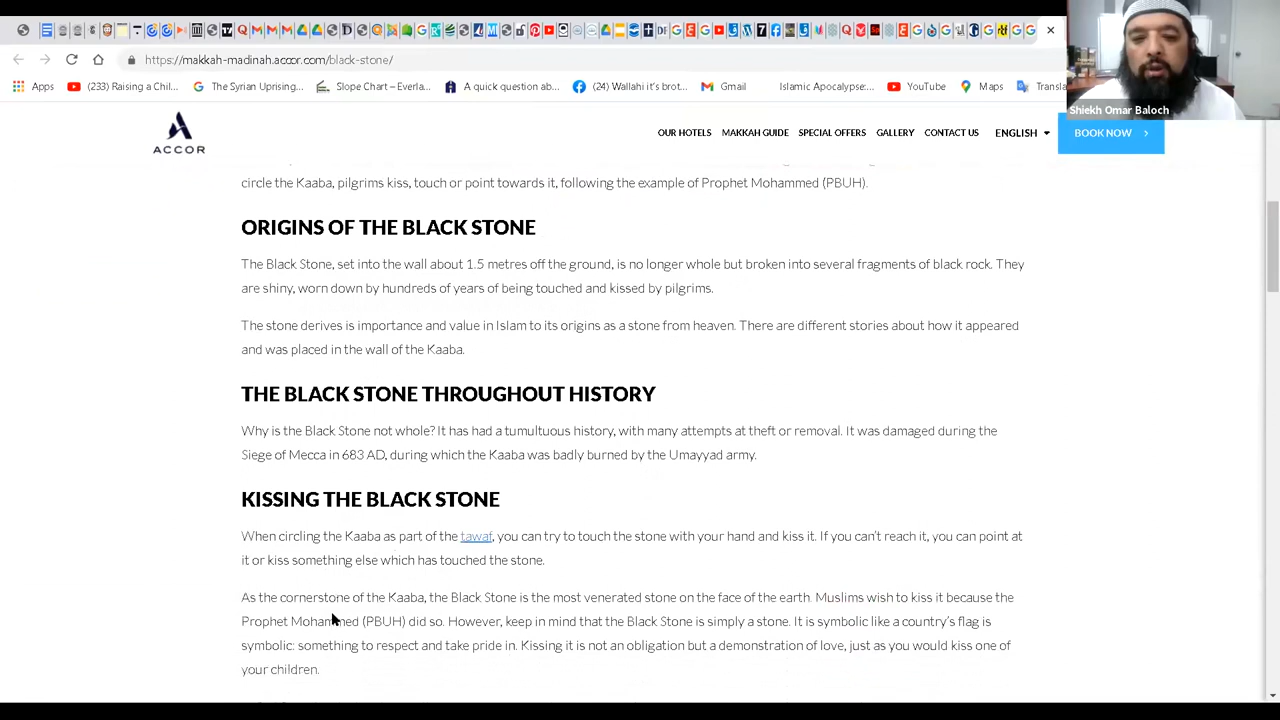 https://makkah-madinah.accor.com/black-stone/
Apps
(233) Raising a Chil...
The Syrian Uprising...
Slope Chart – Everla...
A quick question ab...
(24) Wallahi it's brot...
Gmail
Islamic Apocalypse:...
YouTube
Maps
Transla
Shiekh Omar Baloch
ACCOR
OUR HOTELS
MAKKAH GUIDE
SPECIAL OFFERS
GALLERY
CONTACT US
ENGLISH
BOOK NOW
circle the Kaaba, pilgrims kiss, touch or point towards it, following the example of Prophet Mohammed (PBUH).
ORIGINS OF THE BLACK STONE
The Black Stone, set into the wall about 1.5 metres off the ground, is no longer whole but broken into several fragments of black rock. They
are shiny, worn down by hundreds of years of being touched and kissed by pilgrims.
The stone derives is importance and value in Islam to its origins as a stone from heaven. There are different stories about how it appeared
and was placed in the wall of the Kaaba.
THE BLACK STONE THROUGHOUT HISTORY
Why is the Black Stone not whole? It has had a tumultuous history, with many attempts at theft or removal. It was damaged during the
Siege of Mecca in 683 AD, during which the Kaaba was badly burned by the Umayyad army.
KISSING THE BLACK STONE
When circling the Kaaba as part of the tawaf, you can try to touch the stone with your hand and kiss it. If you can't reach it, you can point at
it or kiss something else which has touched the stone.
As the cornerstone of the Kaaba, the Black Stone is the most venerated stone on the face of the earth. Muslims wish to kiss it because the
Prophet Mohammed (PBUH) did so. However, keep in mind that the Black Stone is simply a stone. It is symbolic like a country's flag is
symbolic: something to respect and take pride in. Kissing it is not an obligation but a demonstration of love, just as you would kiss one of
your children.